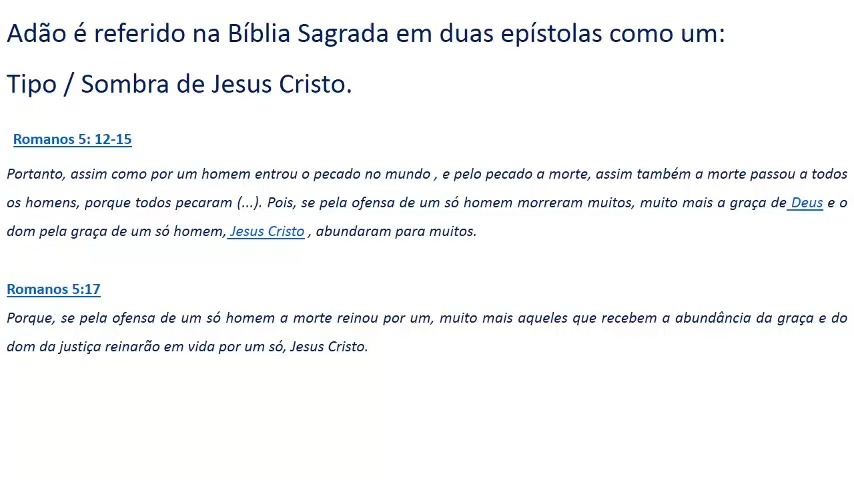 Adão é referido na Bíblia Sagrada em duas epístolas como um:
Tipo / Sombra de Jesus Cristo.
Romanos 5: 12-15
Portanto, assim como por um homem entrou o pecado no mundo , e pelo pecado a morte, assim também a morte passou a todos
os homens, porque todos pecaram (...). Pois, se pela ofensa de um só homem morreram muitos, muito mais a graça de Deus e o
dom pela graça de um só homem, Jesus Cristo , abundaram para muitos.
Romanos 5:17
Porque, se pela ofensa de um só homem a morte reinou por um, muito mais aqueles que recebem a abundância da graça e do
dom da justiça reinarão em vida por um só, Jesus Cristo.